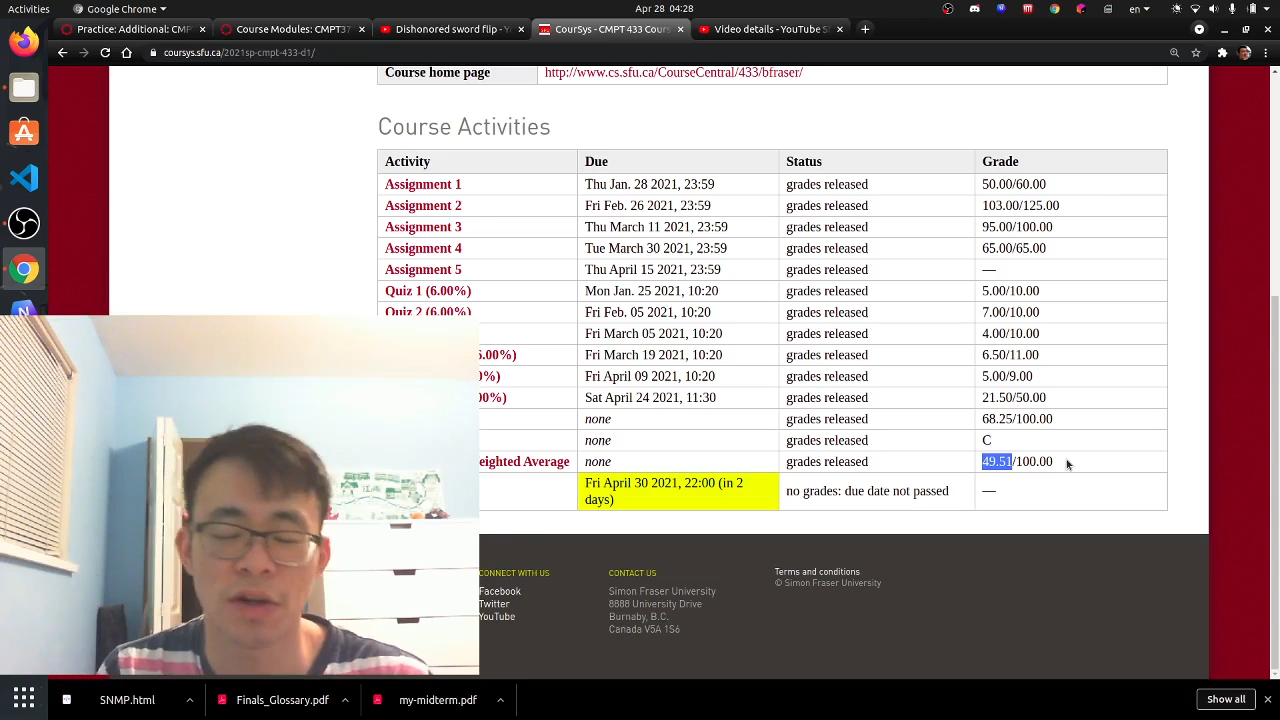 Activities
Google Chrome
Apr 28 04:28
en
Practice: Additional: CM
Course Modules: CMPT37
Dishonored sword flip - Yo
CourSys - CMPT 433 Cours
Video details - YouTube S
coursys.sfu.ca/2021sp-cmpt-433-d1/
Course home page http://www.cs.sfu.ca/CourseCentral/433/bfraser/
Course Activities
Activity Due Status Grade
Assignment 1 Thu Jan. 28 2021, 23:59 grades released 50.00/60.00
Assignment 2 Fri Feb. 26 2021, 23:59 grades released 103.00/125.00
Assignment 3 Thu March 11 2021, 23:59 grades released 95.00/100.00
Assignment 4 Tue March 30 2021, 23:59 grades released 65.00/65.00
Assignment 5 Thu April 15 2021, 23:59 grades released —
Quiz 1 (6.00%) Mon Jan. 25 2021, 10:20 grades released 5.00/10.00
Quiz 2 (6.00%) Fri Feb. 05 2021, 10:20 grades released 7.00/10.00
Fri March 05 2021, 10:20 grades released 4.00/10.00
6.00%) Fri March 19 2021, 10:20 grades released 6.50/11.00
0%) Fri April 09 2021, 10:20 grades released 5.00/9.00
00%) Sat April 24 2021, 11:30 grades released 21.50/50.00
none grades released 68.25/100.00
none grades released C
eighted Average none grades released 49.51/100.00
Fri April 30 2021, 22:00 (in 2
days) no grades: due date not passed —
CONNECT WITH US
Facebook
Twitter
YouTube
CONTACT US
Simon Fraser University
8888 University Drive
Burnaby, B.C.
Canada V5A 1S6
Terms and conditions
© Simon Fraser University
SNMP.html
Finals_Glossary.pdf
my-midterm.pdf
Show all